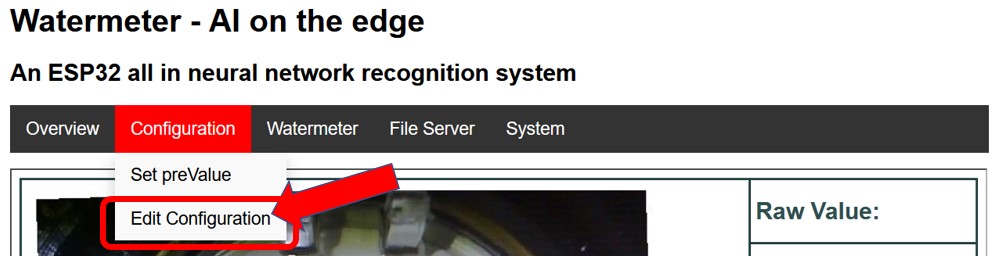 Watermeter - AI on the edge
An ESP32 all in neural network recognition system
Overview Configuration Watermeter File Server System
Set preValue
Edit Configuration
Raw Value: